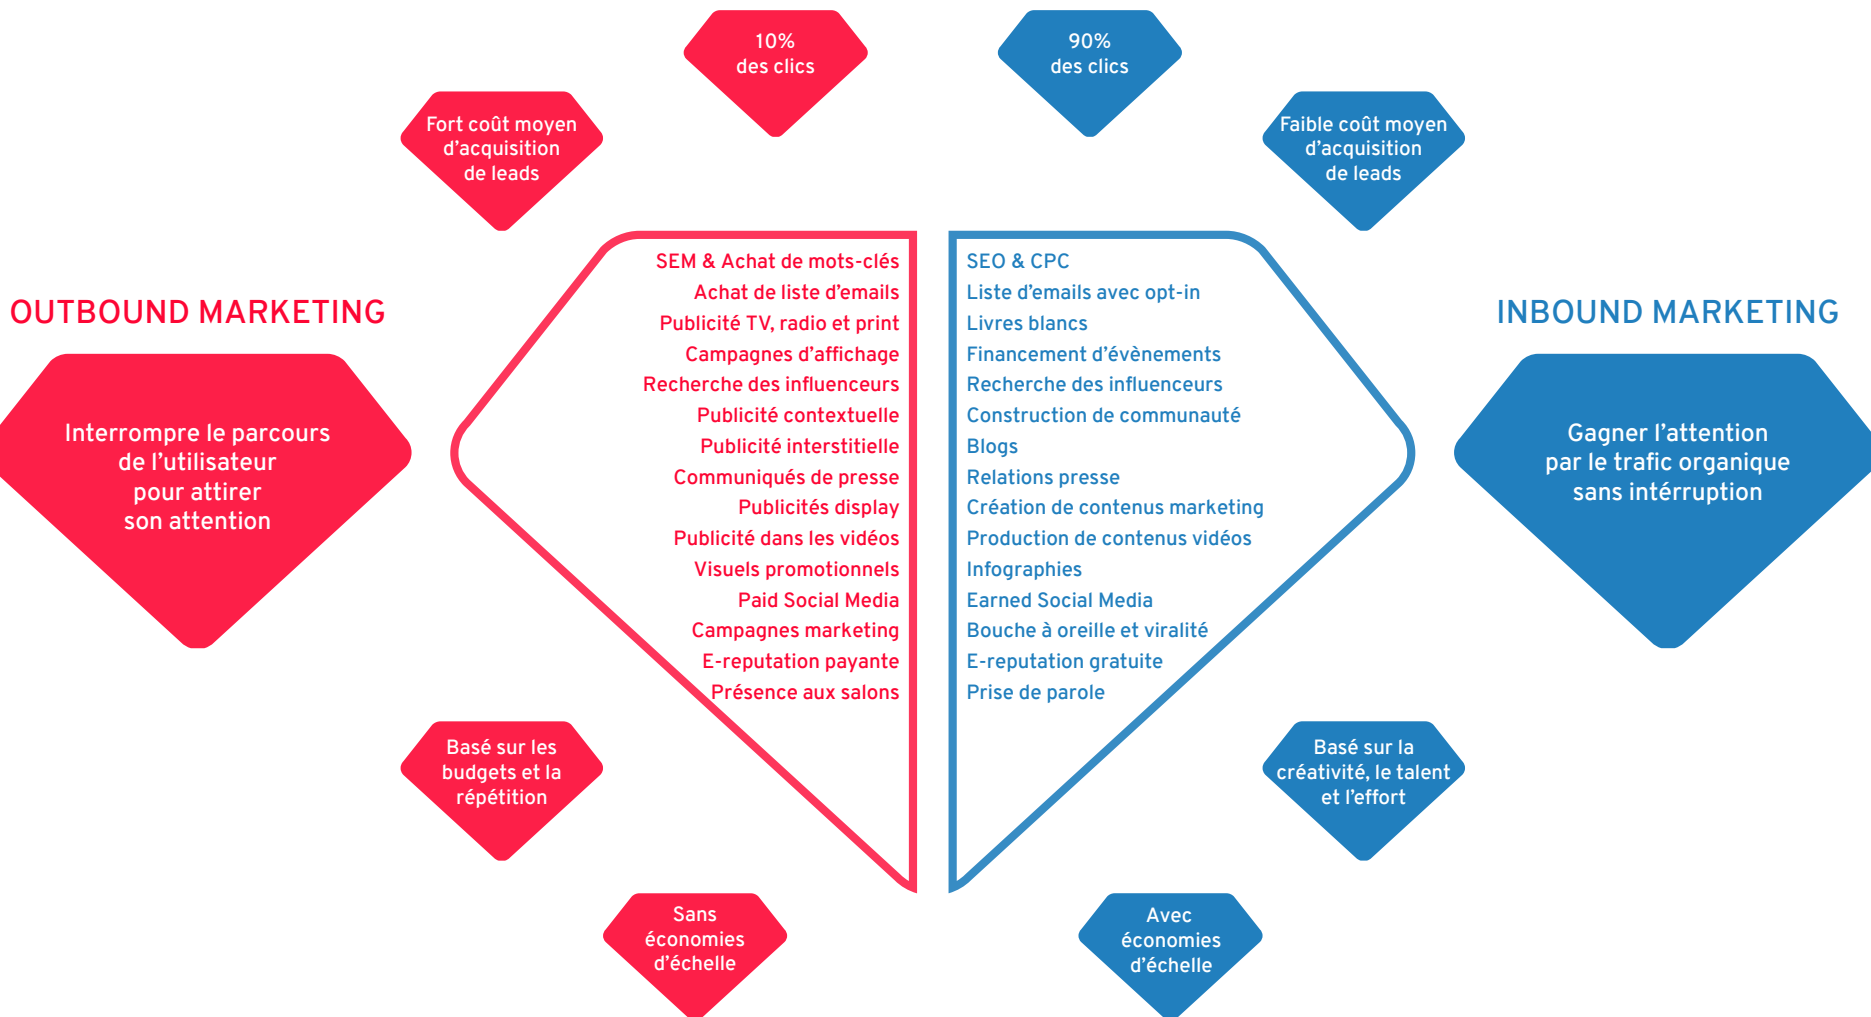 10%
des clics
90%
des clics
Fort coût moyen
d'acquisition
de leads
Faible coût moyen
d'acquisition
de leads
OUTBOUND MARKETING
Interrompre le parcours
de l'utilisateur
pour attirer
son attention
SEM & Achat de mots-clés
Achat de liste d'emails
Publicité TV, radio et print
Campagnes d'affichage
Recherche des influenceurs
Publicité contextuelle
Publicité interstitielle
Communiqués de presse
Publicités display
Publicité dans les vidéos
Visuels promotionnels
Paid Social Media
Campagnes marketing
E-reputation payante
Présence aux salons
SEO & CPC
Liste d'emails avec opt-in
Livres blancs
Financement d'évènements
Recherche des influenceurs
Construction de communauté
Blogs
Relations presse
Création de contenus marketing
Production de contenus vidéos
Infographies
Earned Social Media
Bouche à oreille et viralité
E-reputation gratuite
Prise de parole
INBOUND MARKETING
Gagner l'attention
par le trafic organique
sans intérruption
Basé sur les
budgets et la
répétition
Basé sur la
créativité, le talent
et l'effort
Sans
économies
d'échelle
Avec
économies
d'échelle